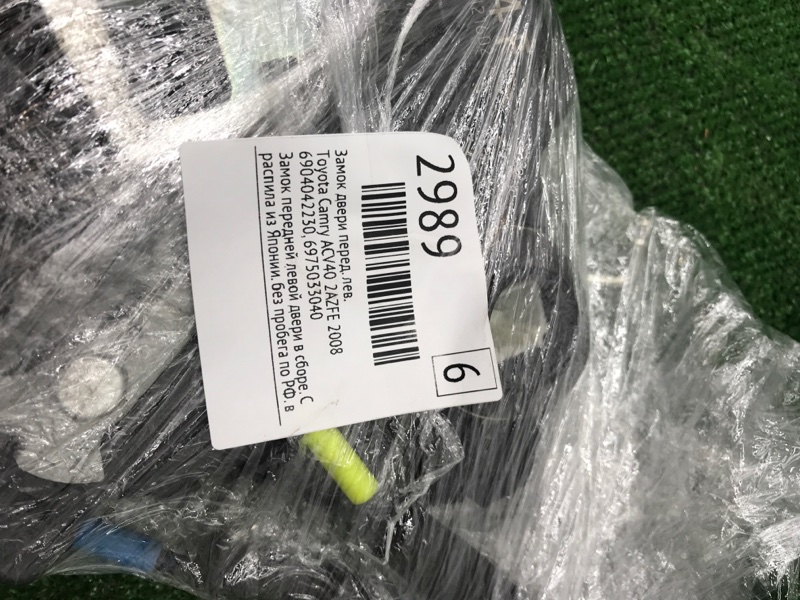 2989
6
Замок двери перед. лев.
Toyota Camry ACV40 2AZFE 2008
6904042230, 6975033040
Замок передней левой двери в сборе. С
распила из Японии. без пробега по РФ. в